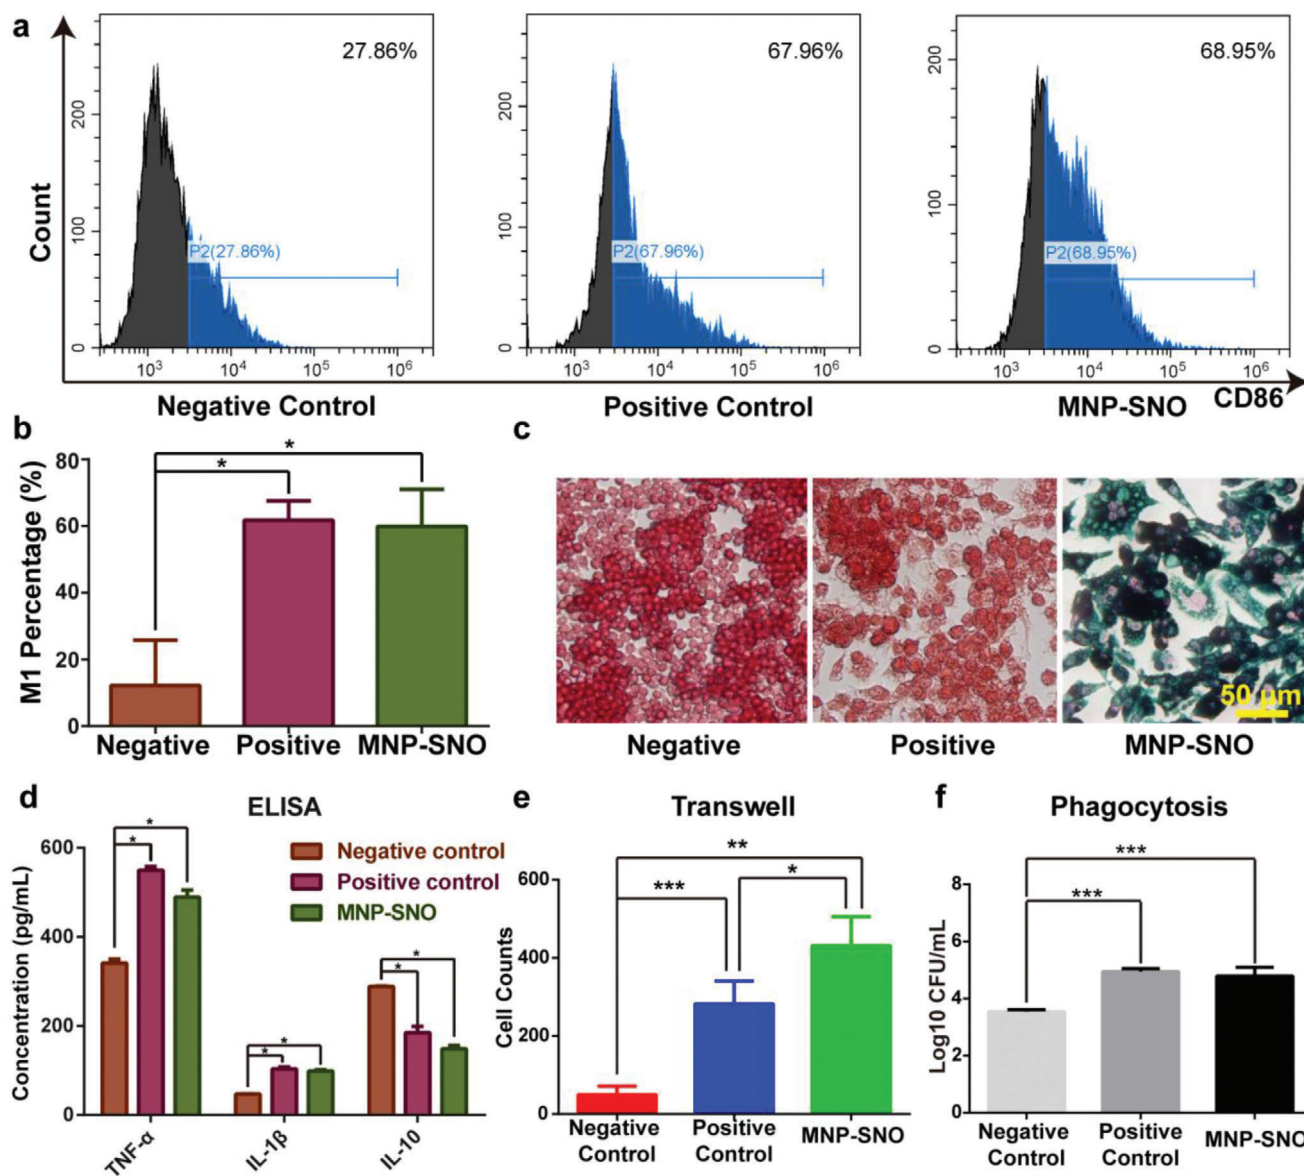 a
27.86%
67.96%
68.95%
Count
0 100 200
P2(27.86%)
10³ 10⁴ 10⁵ 10⁶
Negative Control
0 100 200
P2(67.96%)
10³ 10⁴ 10⁵ 10⁶
Positive Control
0 100 200
P2(68.95%)
10³ 10⁴ 10⁵ 10⁶
MNP-SNO
CD86
b
M1 Percentage (%)
80
60
40
20
0
*
*
Negative Positive MNP-SNO
c
50 μm
Negative Positive MNP-SNO
d
ELISA
Concentration (pg/mL)
600
400
200
0
Negative control
Positive control
MNP-SNO
* *
* *
* *
TNF-α IL-1β IL-10
e
Transwell
Cell Counts
600
400
200
0
**
***
*
Negative
Control
Positive
Control
MNP-SNO
f
Phagocytosis
Log10 CFU/mL
8
6
4
2
0
***
***
Negative
Control
Positive
Control
MNP-SNO